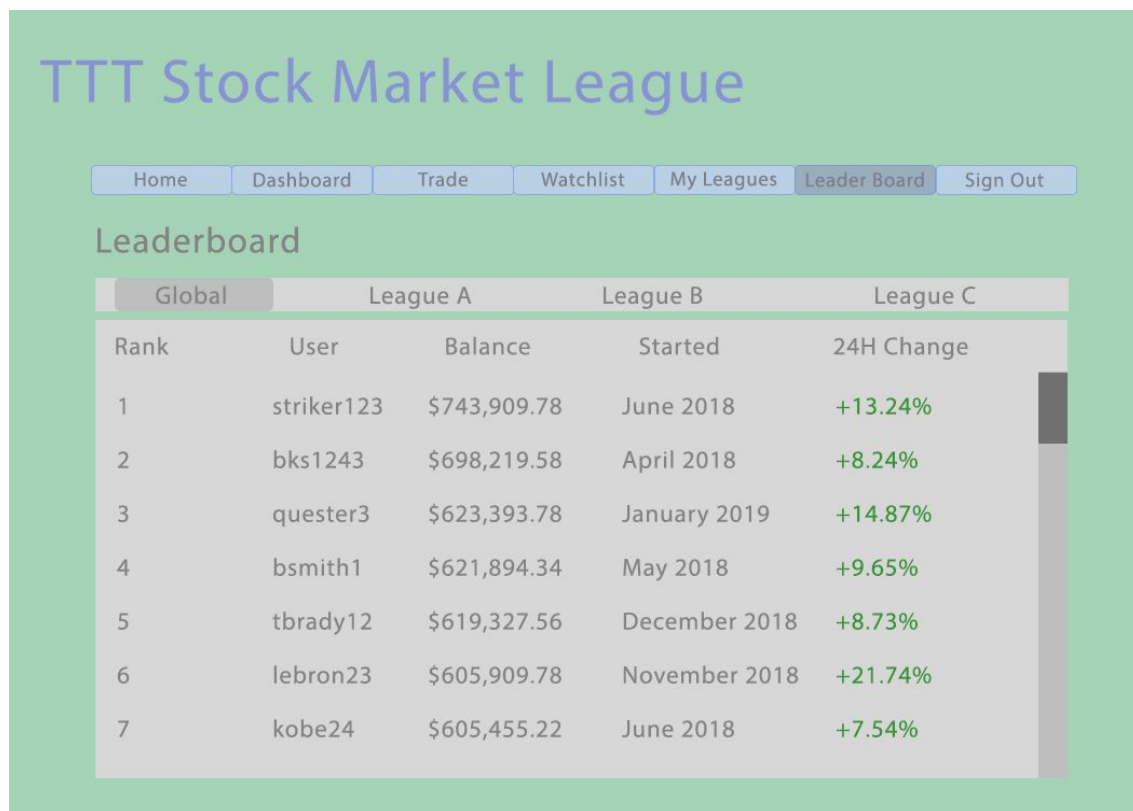 TTT Stock Market League
Home Dashboard Trade Watchlist My Leagues Leader Board Sign Out
Leaderboard
Global League A League B League C
Rank User Balance Started 24H Change
1 striker123 $743,909.78 June 2018 +13.24%
2 bks1243 $698,219.58 April 2018 +8.24%
3 quester3 $623,393.78 January 2019 +14.87%
4 bsmith1 $621,894.34 May 2018 +9.65%
5 tbrady12 $619,327.56 December 2018 +8.73%
6 lebron23 $605,909.78 November 2018 +21.74%
7 kobe24 $605,455.22 June 2018 +7.54%